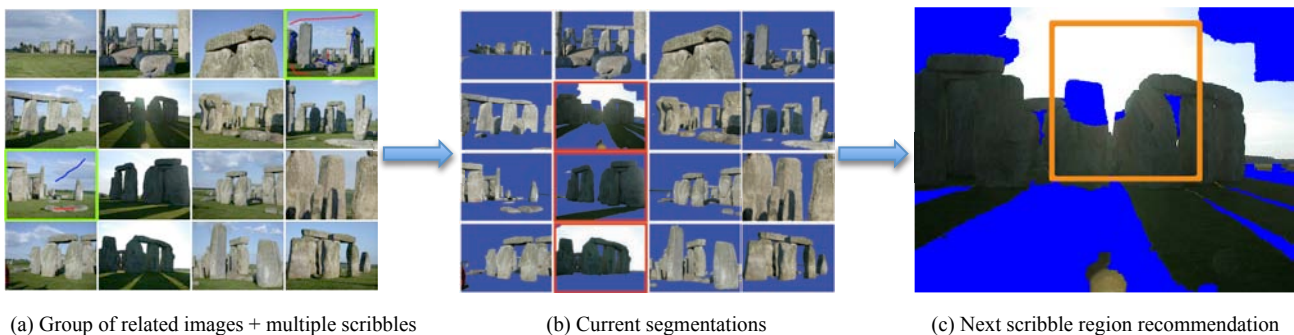 (a) Group of related images + multiple scribbles
(b) Current segmentations
(c) Next scribble region recommendation